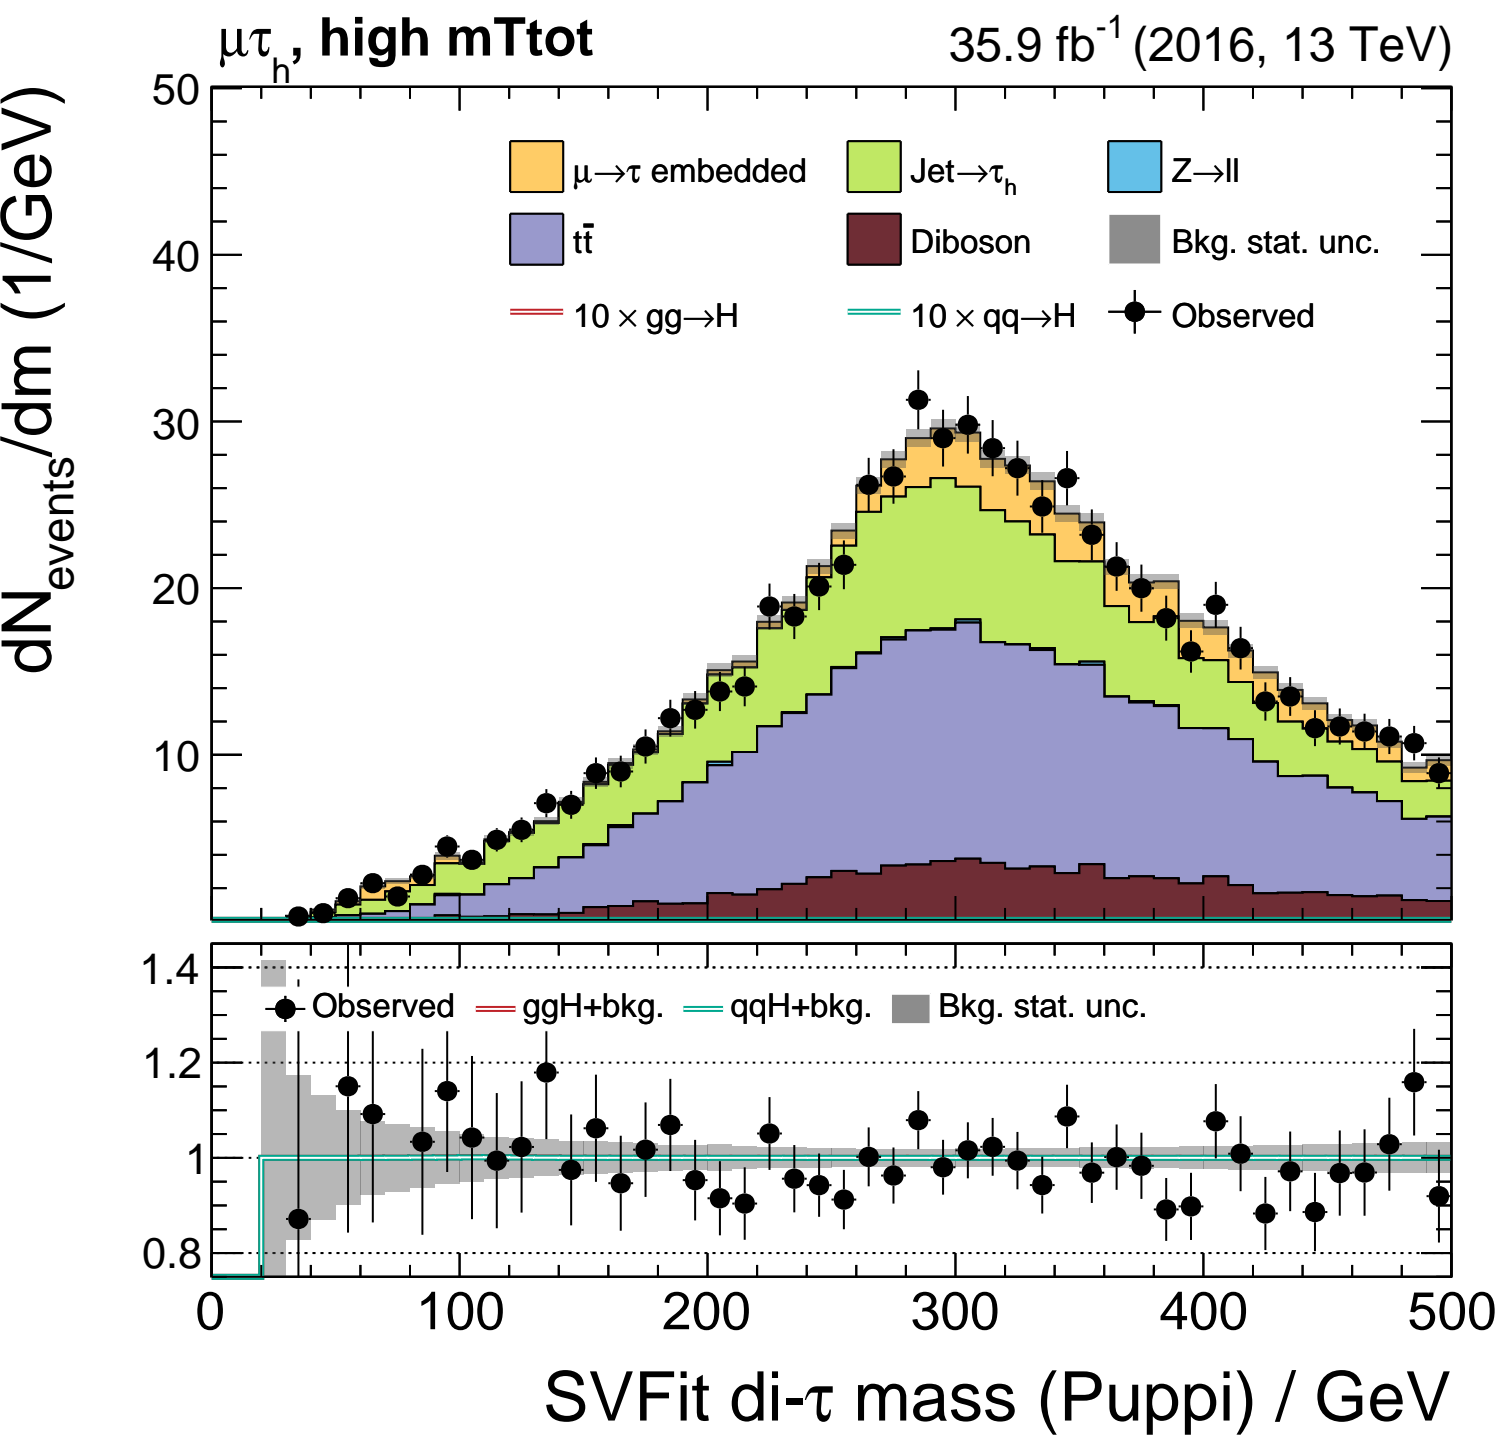 μτh, high mTtot 35.9 fb-1 (2016, 13 TeV)
dNevents/dm (1/GeV)
50
40
30
20
10
μ→τ embedded Jet→τh Z→ll
tt̄ Diboson Bkg. stat. unc.
10 × gg→H 10 × qq→H Observed
1.4
1.2
1
0.8
Observed ggH+bkg. qqH+bkg. Bkg. stat. unc.
0 100 200 300 400 500
SVFit di-τ mass (Puppi) / GeV